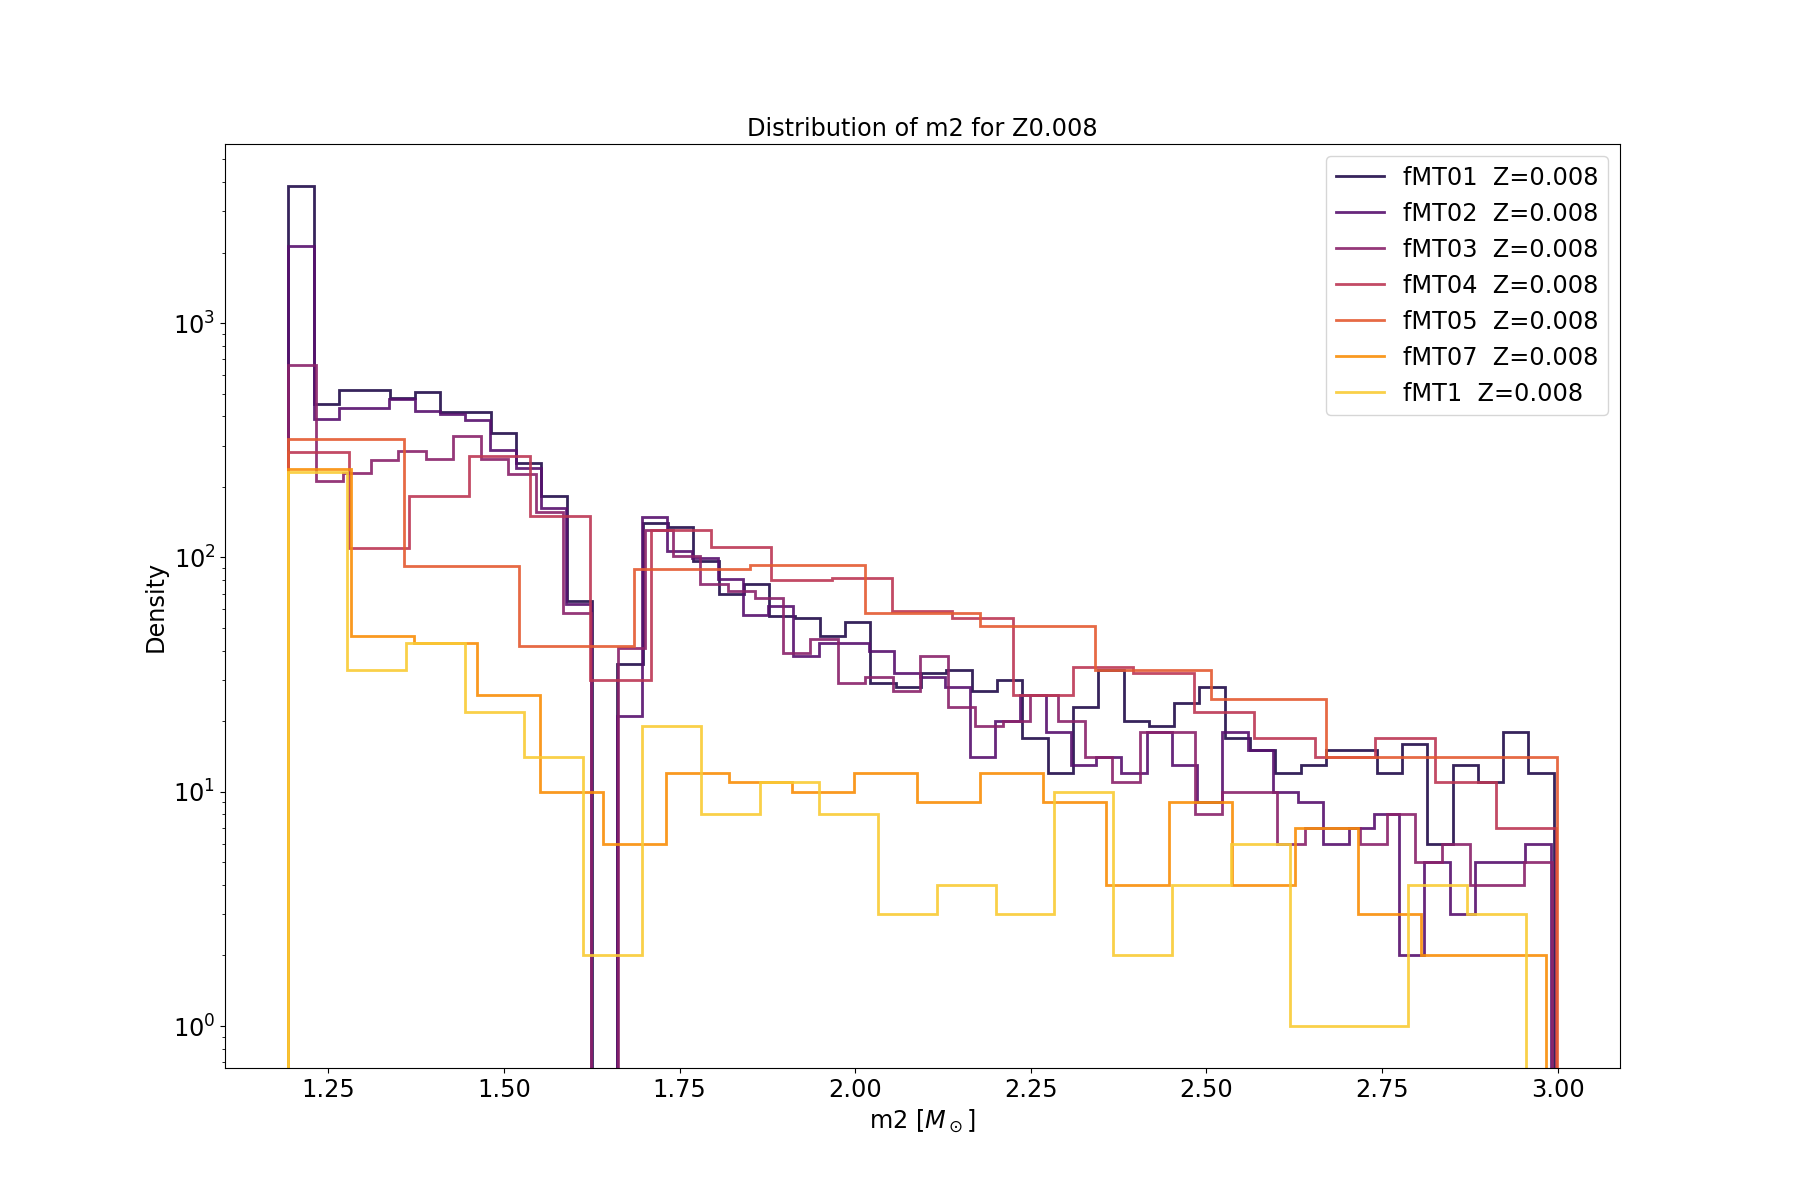 Distribution of m2 for Z0.008
fMT01  Z=0.008
fMT02  Z=0.008
fMT03  Z=0.008
fMT04  Z=0.008
fMT05  Z=0.008
fMT07  Z=0.008
fMT1  Z=0.008
Density
10³
10²
10¹
10⁰
1.25 1.50 1.75 2.00 2.25 2.50 2.75 3.00
m2 [M_⊙]